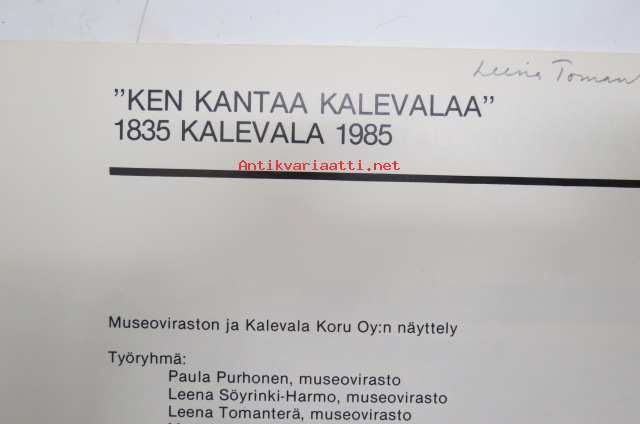 Leena Toman
"KEN KANTAA KALEVALAA"
1835 KALEVALA 1985
Antikvariaatti.net
Museoviraston ja Kalevala Koru Oy:n näyttely
Työryhmä:
Paula Purhonen, museovirasto
Leena Söyrinki-Harmo, museovirasto
Leena Tomanterä, museovirasto